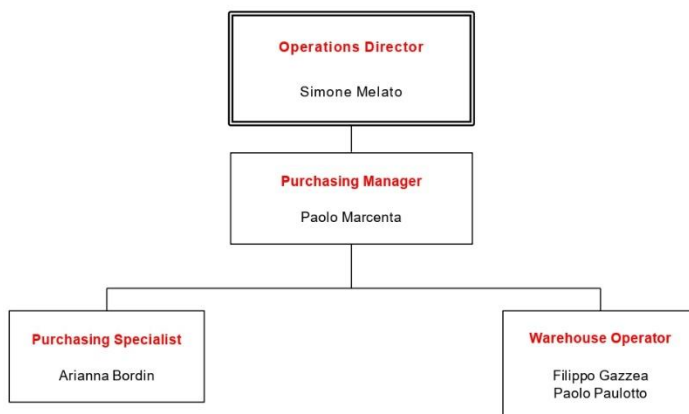 Operations Director
Simone Melato
Purchasing Manager
Paolo Marcenta
Purchasing Specialist
Arianna Bordin
Warehouse Operator
Filippo Gazzea
Paolo Paulotto